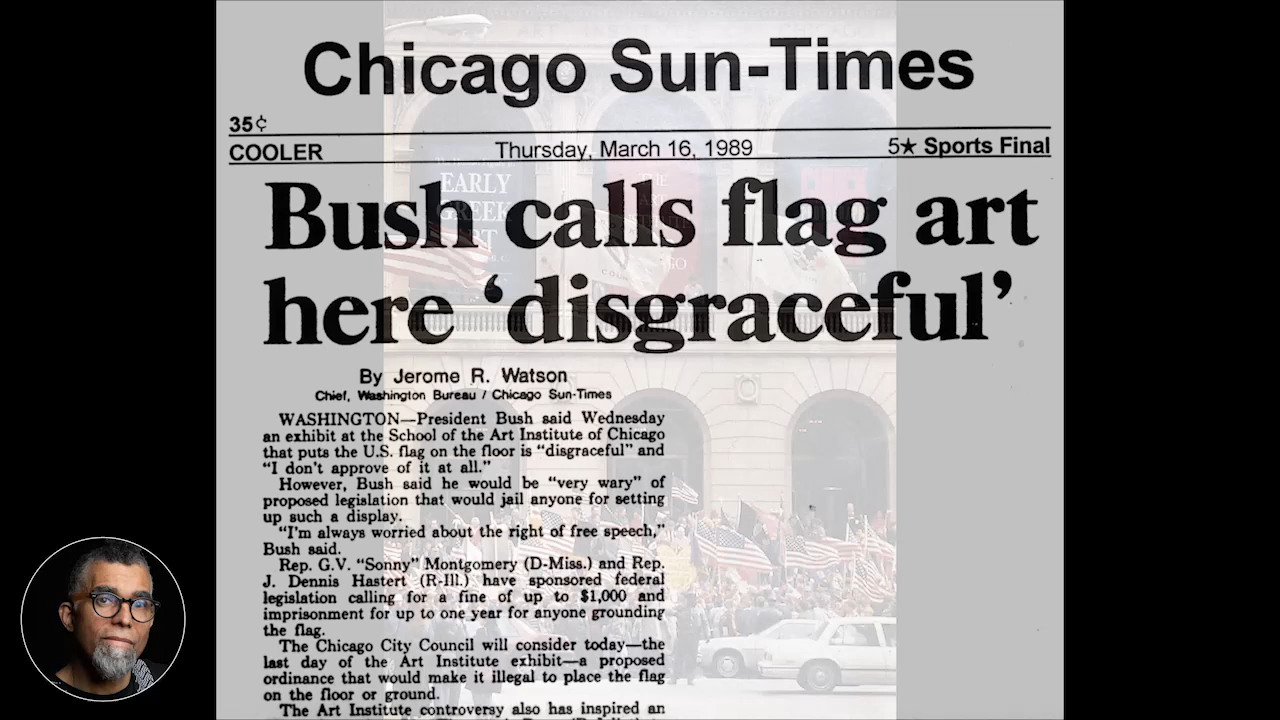 Chicago Sun-Times
35¢
COOLER
Thursday, March 16, 1989
5★ Sports Final
Bush calls flag art
here ‘disgraceful’
By Jerome R. Watson
Chief, Washington Bureau / Chicago Sun-Times
WASHINGTON—President Bush said Wednesday
an exhibit at the School of the Art Institute of Chicago
that puts the U.S. flag on the floor is “disgraceful” and
“I don't approve of it at all.”
However, Bush said he would be “very wary” of
proposed legislation that would jail anyone for setting
up such a display.
“I'm always worried about the right of free speech,”
Bush said.
Rep. G.V. “Sonny” Montgomery (D-Miss.) and Rep.
J. Dennis Hastert (R-Ill.) have sponsored federal
legislation calling for a fine of up to $1,000 and
imprisonment for up to one year for anyone grounding
the flag.
The Chicago City Council will consider today—the
last day of the Art Institute exhibit—a proposed
ordinance that would make it illegal to place the flag
on the floor or ground.
The Art Institute controversy also has inspired an
EARLY
GREEK
THE